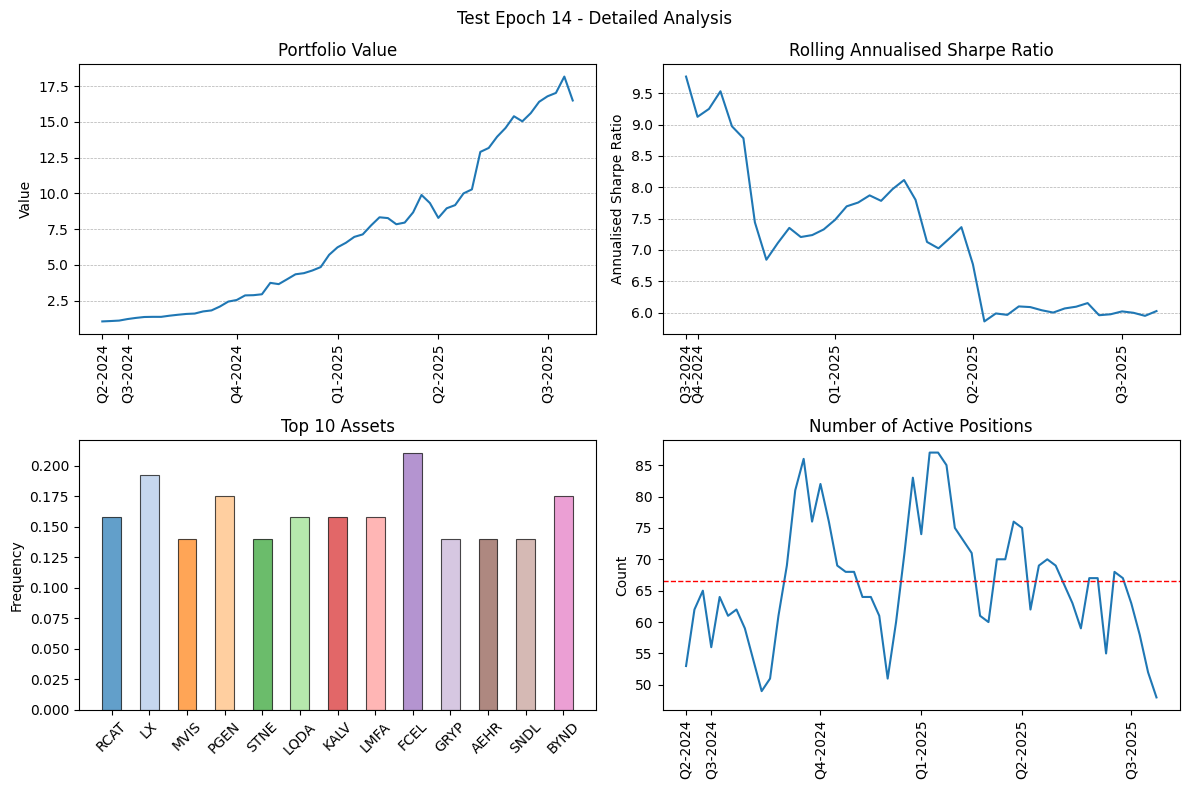 Test Epoch 14 - Detailed Analysis
Portfolio Value
Value
17.5
15.0
12.5
10.0
7.5
5.0
2.5
Q2-2024
Q3-2024
Q4-2024
Q1-2025
Q2-2025
Q3-2025
Rolling Annualised Sharpe Ratio
Annualised Sharpe Ratio
9.5
9.0
8.5
8.0
7.5
7.0
6.5
6.0
Q3-2024
Q4-2024
Q1-2025
Q2-2025
Q3-2025
Top 10 Assets
Frequency
0.200
0.175
0.150
0.125
0.100
0.075
0.050
0.025
0.000
RCAT
LX
MVIS
PGEN
STNE
LQDA
KALV
LMFA
FCEL
GRYP
AEHR
SNDL
BYND
Number of Active Positions
Count
85
80
75
70
65
60
55
50
Q2-2024
Q3-2024
Q4-2024
Q1-2025
Q2-2025
Q3-2025